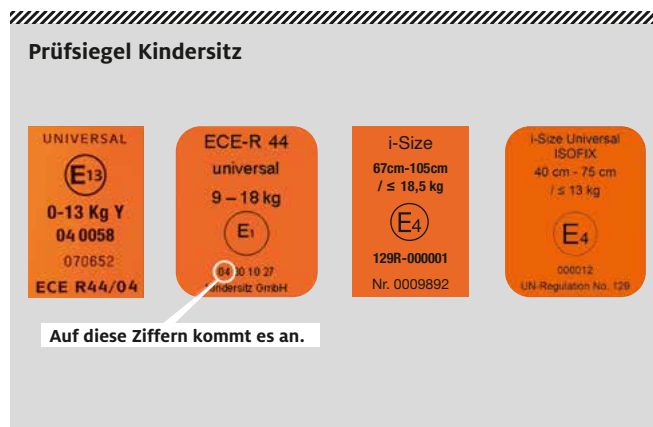 Prüfsiegel Kindersitz
UNIVERSAL
E13
0-13 Kg Y
04 0058
070652
ECE R44/04
ECE-R 44
universal
9 – 18 kg
E1
04 10 27
Kindersitz GmbH
i-Size
67cm-105cm
/ ≤ 18,5 kg
E4
129R-000001
Nr. 0009892
i-Size Universal
ISOFIX
40 cm - 75 cm
/ ≤ 13 kg
E4
000012
UN-Regulation No. 129
Auf diese Ziffern kommt es an.